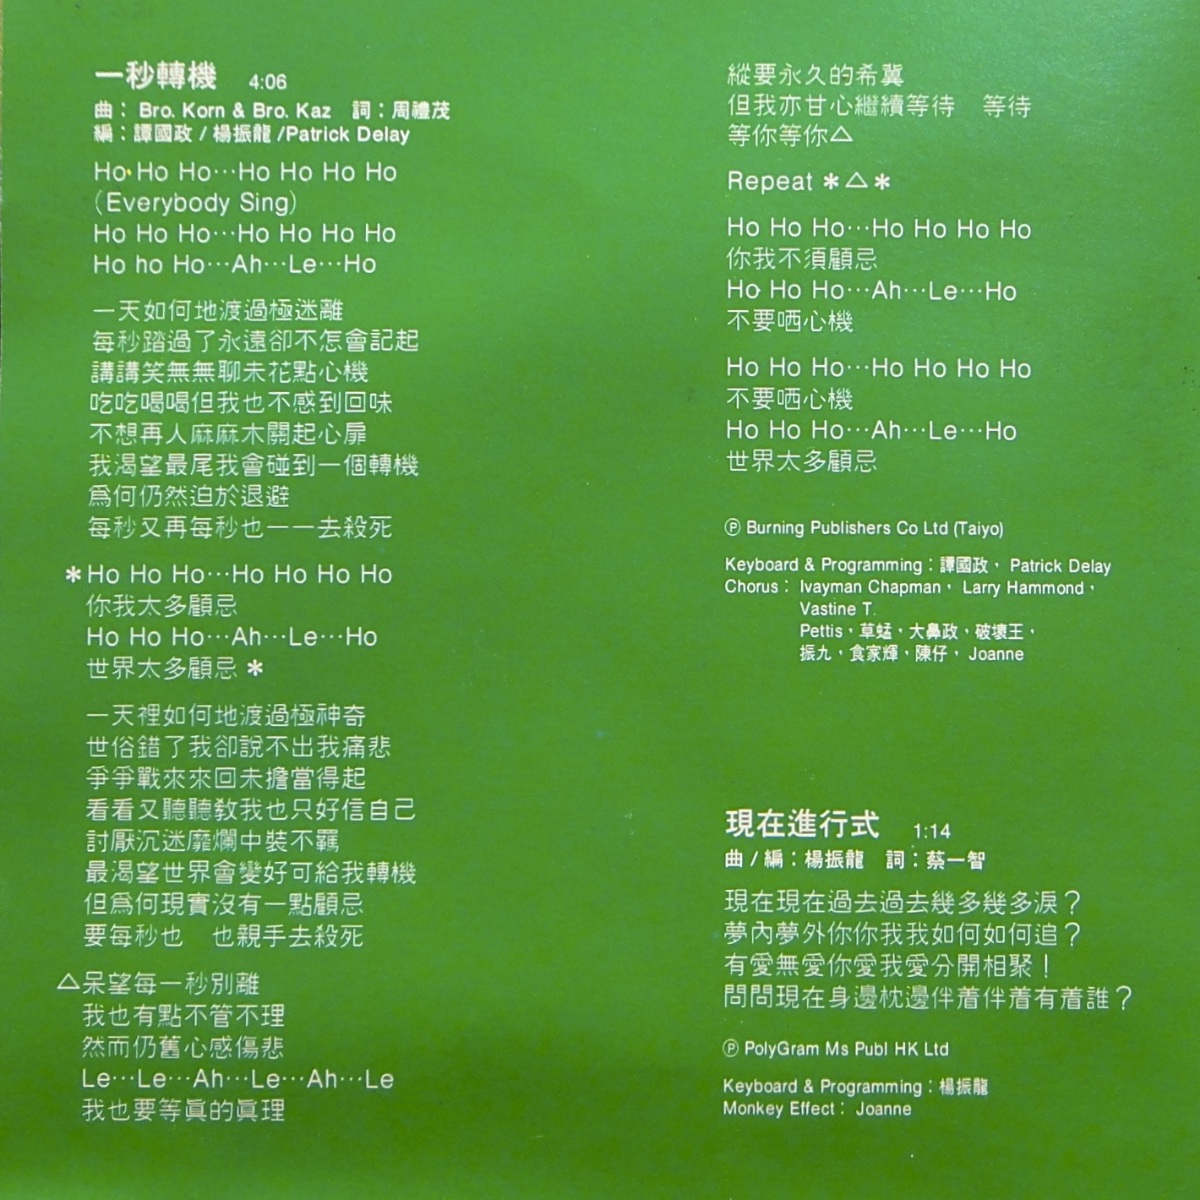 一秒轉機 4:06
曲： Bro. Korn & Bro. Kaz 詞：周禮茂
編：譚國政 / 楊振龍 /Patrick Delay
Ho Ho Ho⋯Ho Ho Ho Ho
(Everybody Sing)
Ho Ho Ho⋯Ho Ho Ho Ho
Ho ho Ho⋯Ah⋯Le⋯Ho
一天如何地渡過極迷離
每秒踏過了永遠卻不怎會記起
講講笑無無聊未花點心機
吃吃喝喝但我也不感到回味
不想再人麻麻木關起心扉
我渴望最尾我會碰到一個轉機
爲何仍然迫於退避
每秒又再每秒也一一去殺死
＊Ho Ho Ho⋯Ho Ho Ho Ho
你我太多顧忌
Ho Ho Ho⋯Ah⋯Le⋯Ho
世界太多顧忌＊
一天裡如何地渡過極神奇
世俗錯了我卻說不出我痛悲
爭爭戰來來回未擔當得起
看看又聽聽敎我也只好信自己
討厭沉迷靡爛中裝不羈
最渴望世界會變好可給我轉機
但爲何現實沒有一點顧忌
要每秒也 也親手去殺死
△呆望每一秒別離
我也有點不管不理
然而仍舊心感傷悲
Le⋯Le⋯Ah⋯Le⋯Ah⋯Le
我也要等眞的眞理
縱要永久的希冀
但我亦甘心繼續等待 等待
等你等你△
Repeat ＊△＊
Ho Ho Ho⋯Ho Ho Ho Ho
你我不須顧忌
Ho Ho Ho⋯Ah⋯Le⋯Ho
不要哂心機
Ho Ho Ho⋯Ho Ho Ho Ho
不要哂心機
Ho Ho Ho⋯Ah⋯Le⋯Ho
世界太多顧忌
Ⓟ Burning Publishers Co Ltd (Taiyo)
Keyboard & Programming：譚國政， Patrick Delay
Chorus： Ivayman Chapman， Larry Hammond，
Vastine T.
Pettis，草蜢，大鼻政，破壞王，
振九，食家輝，陳仔， Joanne
現在進行式 1:14
曲 / 編：楊振龍 詞：蔡一智
現在現在過去過去幾多幾多淚？
夢內夢外你你我我如何如何追？
有愛無愛你愛我愛分開相聚！
問問現在身邊枕邊伴着伴着有着誰？
Ⓟ PolyGram Ms Publ HK Ltd
Keyboard & Programming：楊振龍
Monkey Effect： Joanne